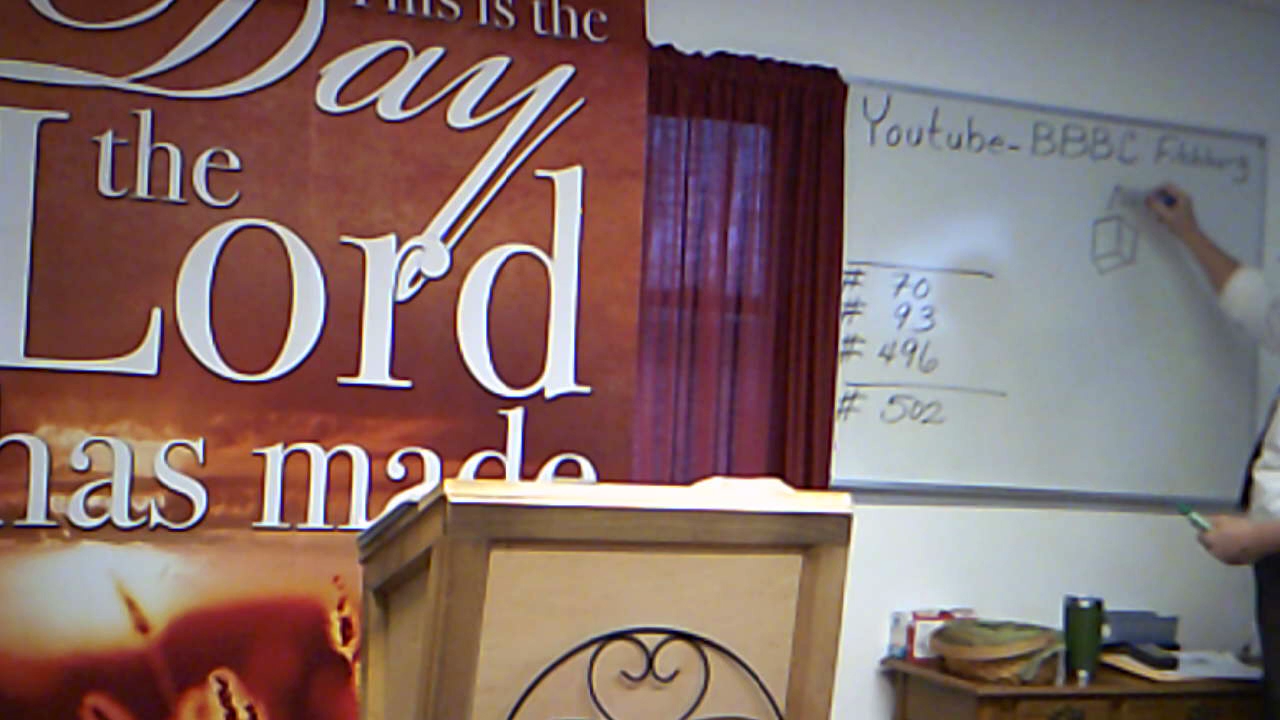 This is the
Day
the
Lord
has made
Youtube- BBBC
# 70
# 93
# 496
# 502